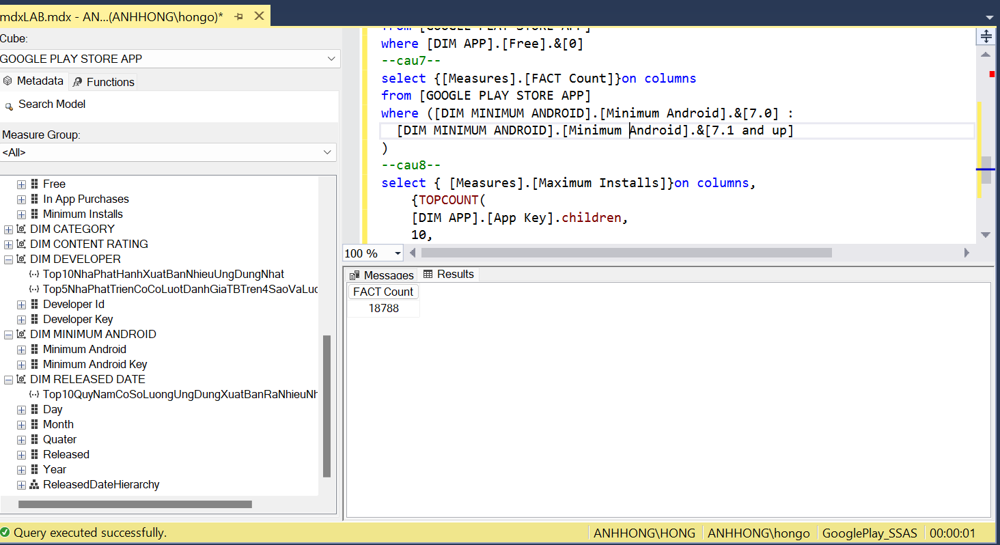 mdxLAB.mdx - AN...(ANHHONG\hongo)*
Cube:
GOOGLE PLAY STORE APP
Metadata
Functions
Search Model
Measure Group:
<All>
Free
In App Purchases
Minimum Installs
DIM CATEGORY
DIM CONTENT RATING
DIM DEVELOPER
Top10NhaPhatHanhXuatBanNhieuUngDungNhat
Top5NhaPhatTrienCoCoLuotDanhGiaTBTren4SaoVaLuo
Developer Id
Developer Key
DIM MINIMUM ANDROID
Minimum Android
Minimum Android Key
DIM RELEASED DATE
Top10QuyNamCoSoLuongUngDungXuatBanRaNhieuNh
Day
Month
Quater
Released
Year
ReleasedDateHierarchy
from [GOOGLE PLAY STORE APP]
where [DIM APP].[Free].&[0]
--cau7--
select {[Measures].[FACT Count]}on columns
from [GOOGLE PLAY STORE APP]
where ([DIM MINIMUM ANDROID].[Minimum Android].&[7.0] :
[DIM MINIMUM ANDROID].[Minimum Android].&[7.1 and up]
)
--cau8--
select { [Measures].[Maximum Installs]}on columns,
{TOPCOUNT(
[DIM APP].[App Key].children,
10,
100 %
Messages
Results
FACT Count
18788
Query executed successfully.
ANHHONG\HONG
ANHHONG\hongo
GooglePlay_SSAS
00:00:01